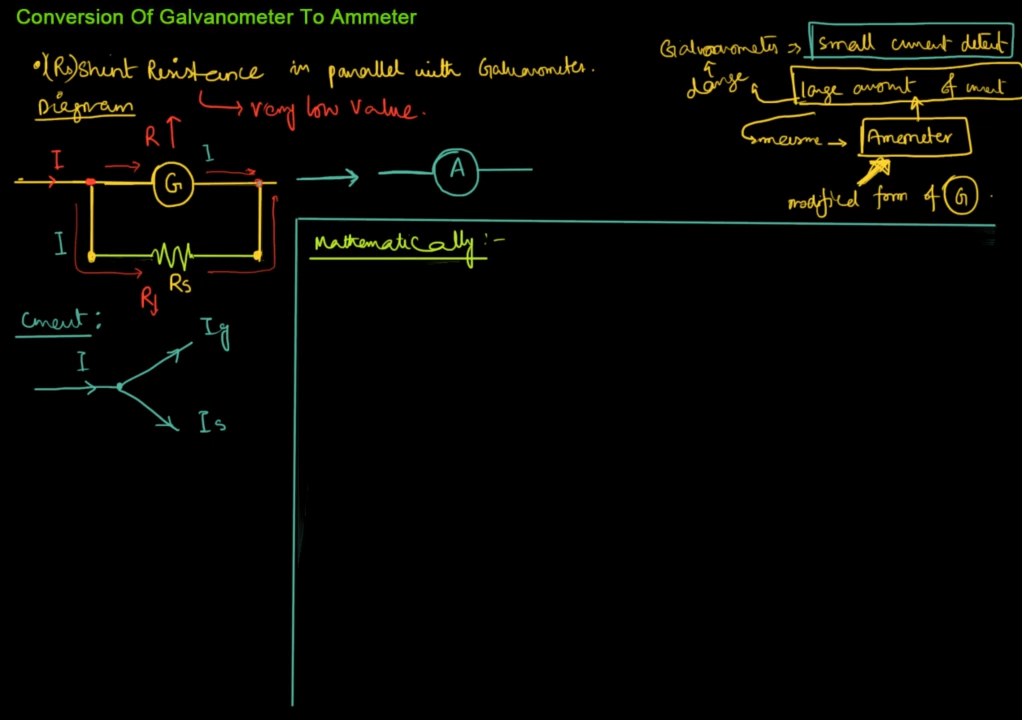 Conversion Of Galvanometer To Ammeter
•(Rs) Shunt Resistance in parallel with Galvanometer.
→ Very low Value.
Diagram
Galvanometer ⇒ small current detect
large amount of current
measure → Ammeter
modified form of G.
R↑
I
I
G
→ A
I
Rs
R↓
Current:
I
Ig
Is
Mathematically :-